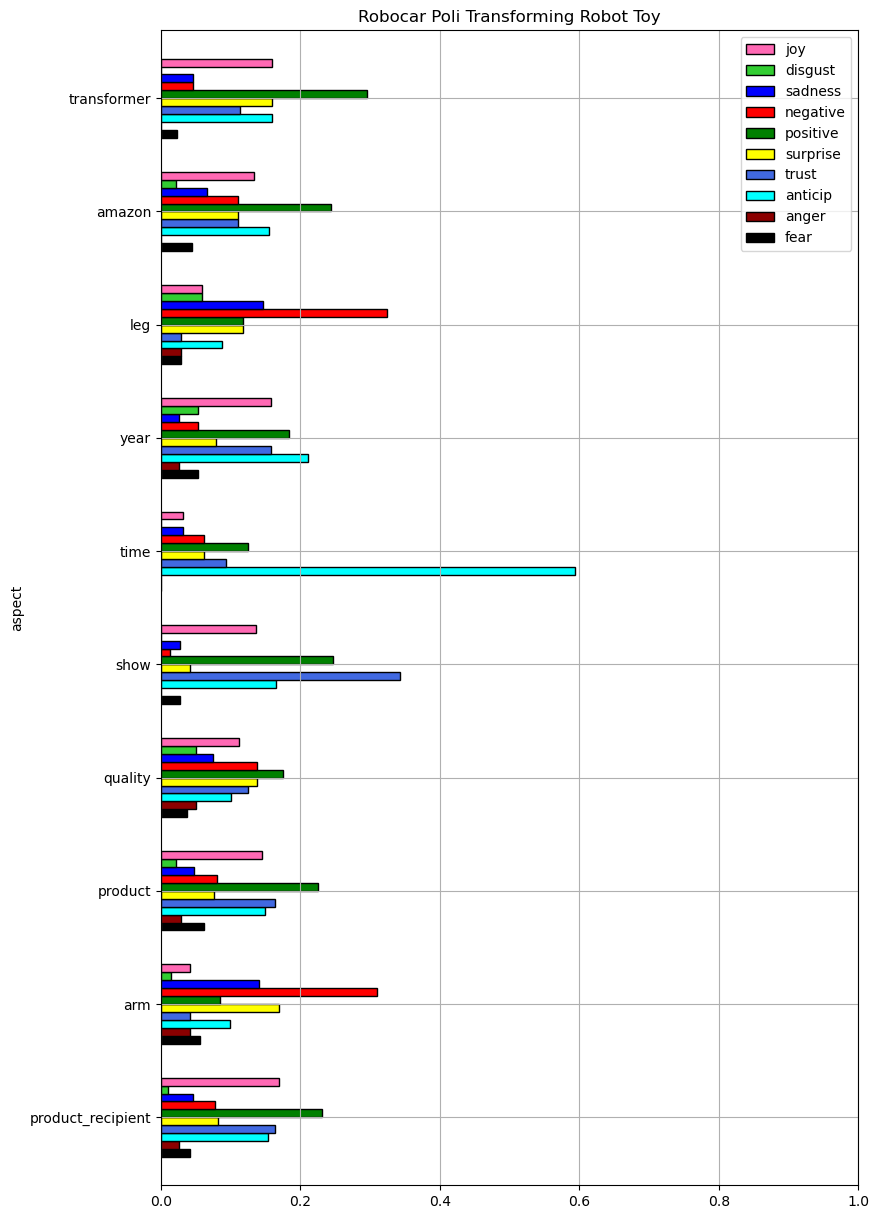 Robocar Poli Transforming Robot Toy
joy
disgust
sadness
negative
positive
surprise
trust
anticip
anger
fear
transformer
amazon
leg
year
time
show
quality
product
arm
product_recipient
aspect
0.0 0.2 0.4 0.6 0.8 1.0